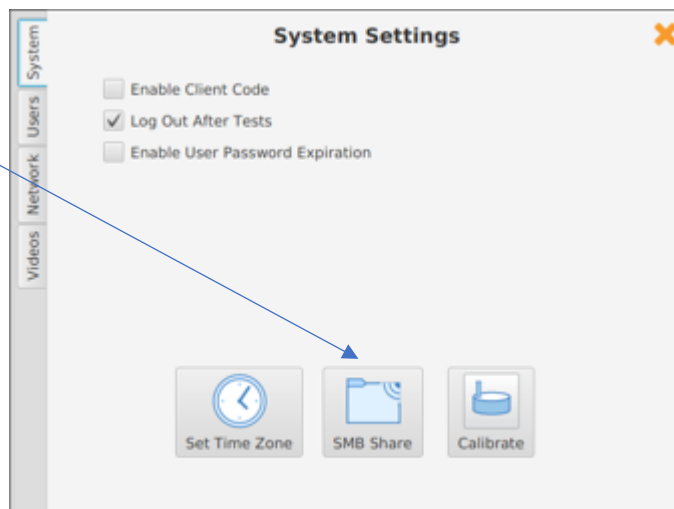 System Settings
System
Users
Network
Videos
Enable Client Code
Log Out After Tests
Enable User Password Expiration
Set Time Zone
SMB Share
Calibrate